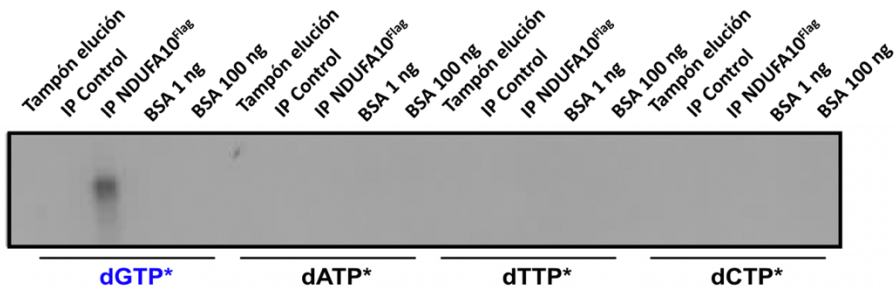 Tampón elución
IP Control
IP NDUFA10Flag
BSA 1 ng
BSA 100 ng
Tampón elución
IP Control
IP NDUFA10Flag
BSA 1 ng
BSA 100 ng
Tampón elución
IP Control
IP NDUFA10Flag
BSA 1 ng
BSA 100 ng
Tampón elución
IP Control
IP NDUFA10Flag
BSA 1 ng
BSA 100 ng
dGTP* dATP* dTTP* dCTP*